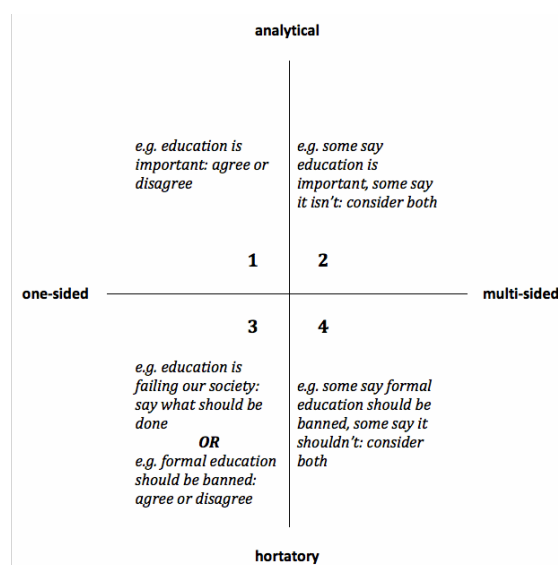 analytical
e.g. education is
important: agree or
disagree
e.g. some say
education is
important, some say
it isn't: consider both
1
2
one-sided
multi-sided
3
4
e.g. education is
failing our society:
say what should be
done
OR
e.g. formal education
should be banned:
agree or disagree
e.g. some say formal
education should be
banned, some say it
shouldn't: consider
both
hortatory